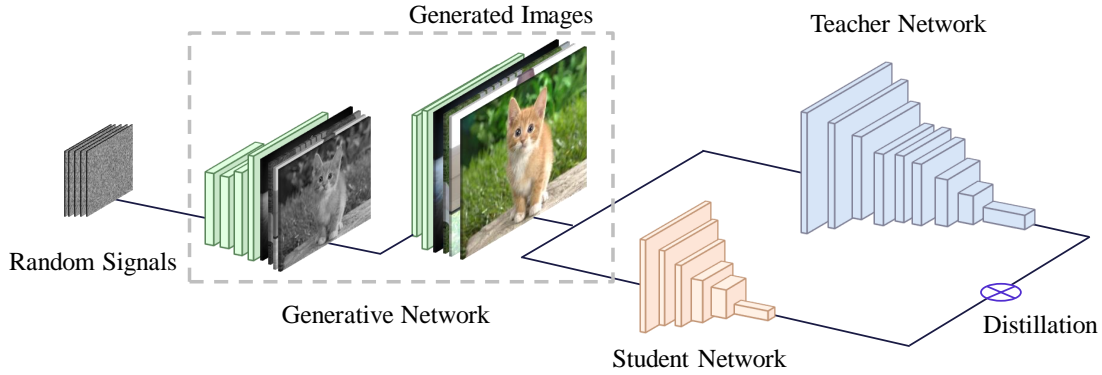 Generated Images
Teacher Network
Random Signals
Generative Network
Distillation
Student Network